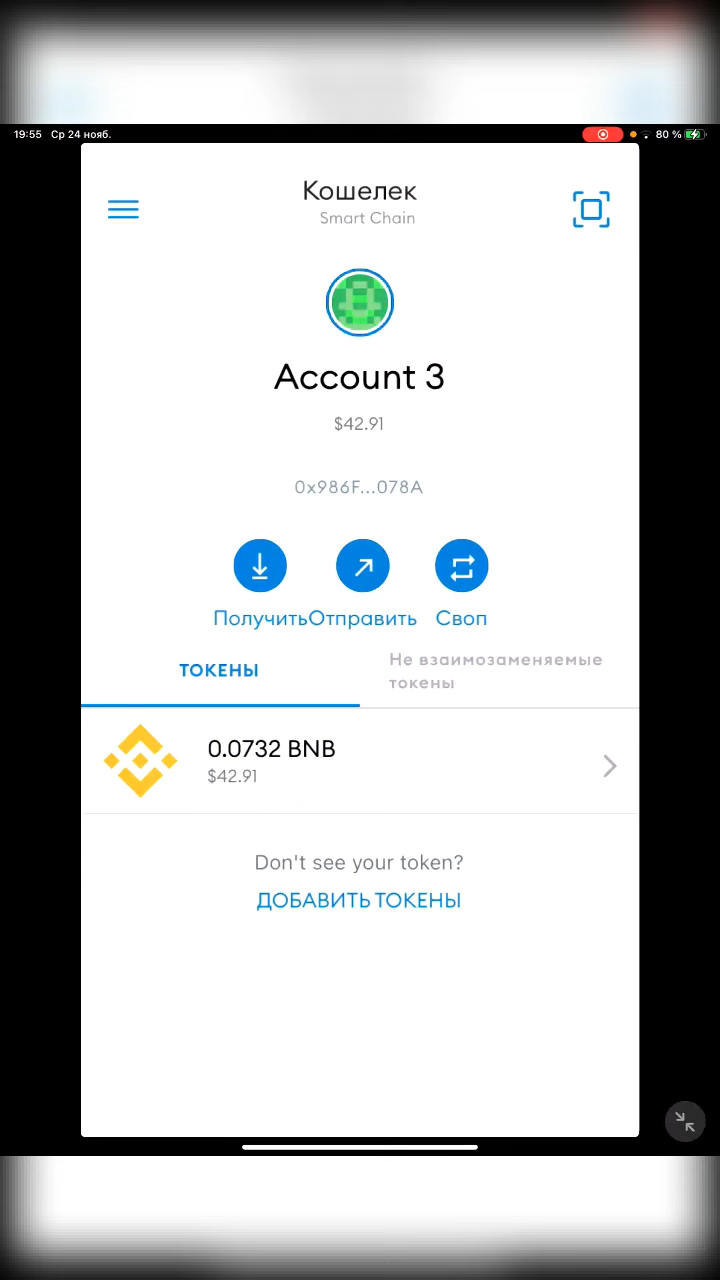 19:55 Ср 24 нояб.
80 %
Кошелек
Smart Chain
Account 3
$42.91
0x986F...078A
Получить Отправить Своп
ТОКЕНЫ
Не взаимозаменяемые
токены
0.0732 BNB
$42.91
Don't see your token?
ДОБАВИТЬ ТОКЕНЫ